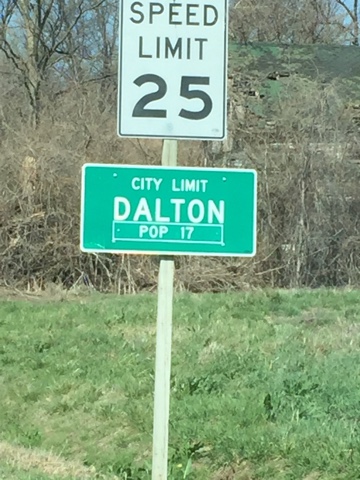 SPEED
LIMIT
25
CITY LIMIT
DALTON
POP 17